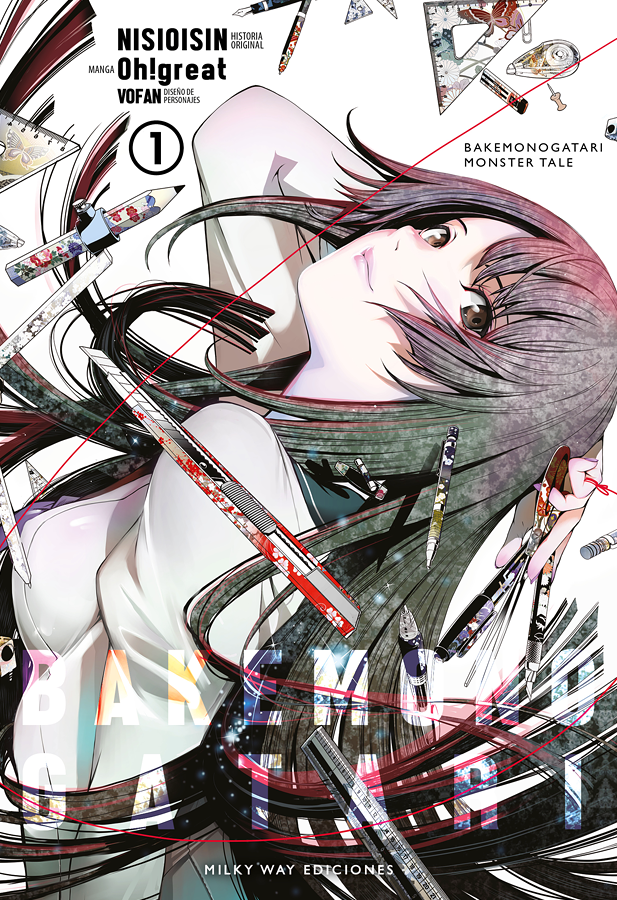 NISIOISIN HISTORIA ORIGINAL
MANGA Oh!great
VOFAN DISEÑO DE PERSONAJES
1
BAKEMONOGATARI
MONSTER TALE
BAKEMONO
GATARI
MILKY WAY EDICIONES